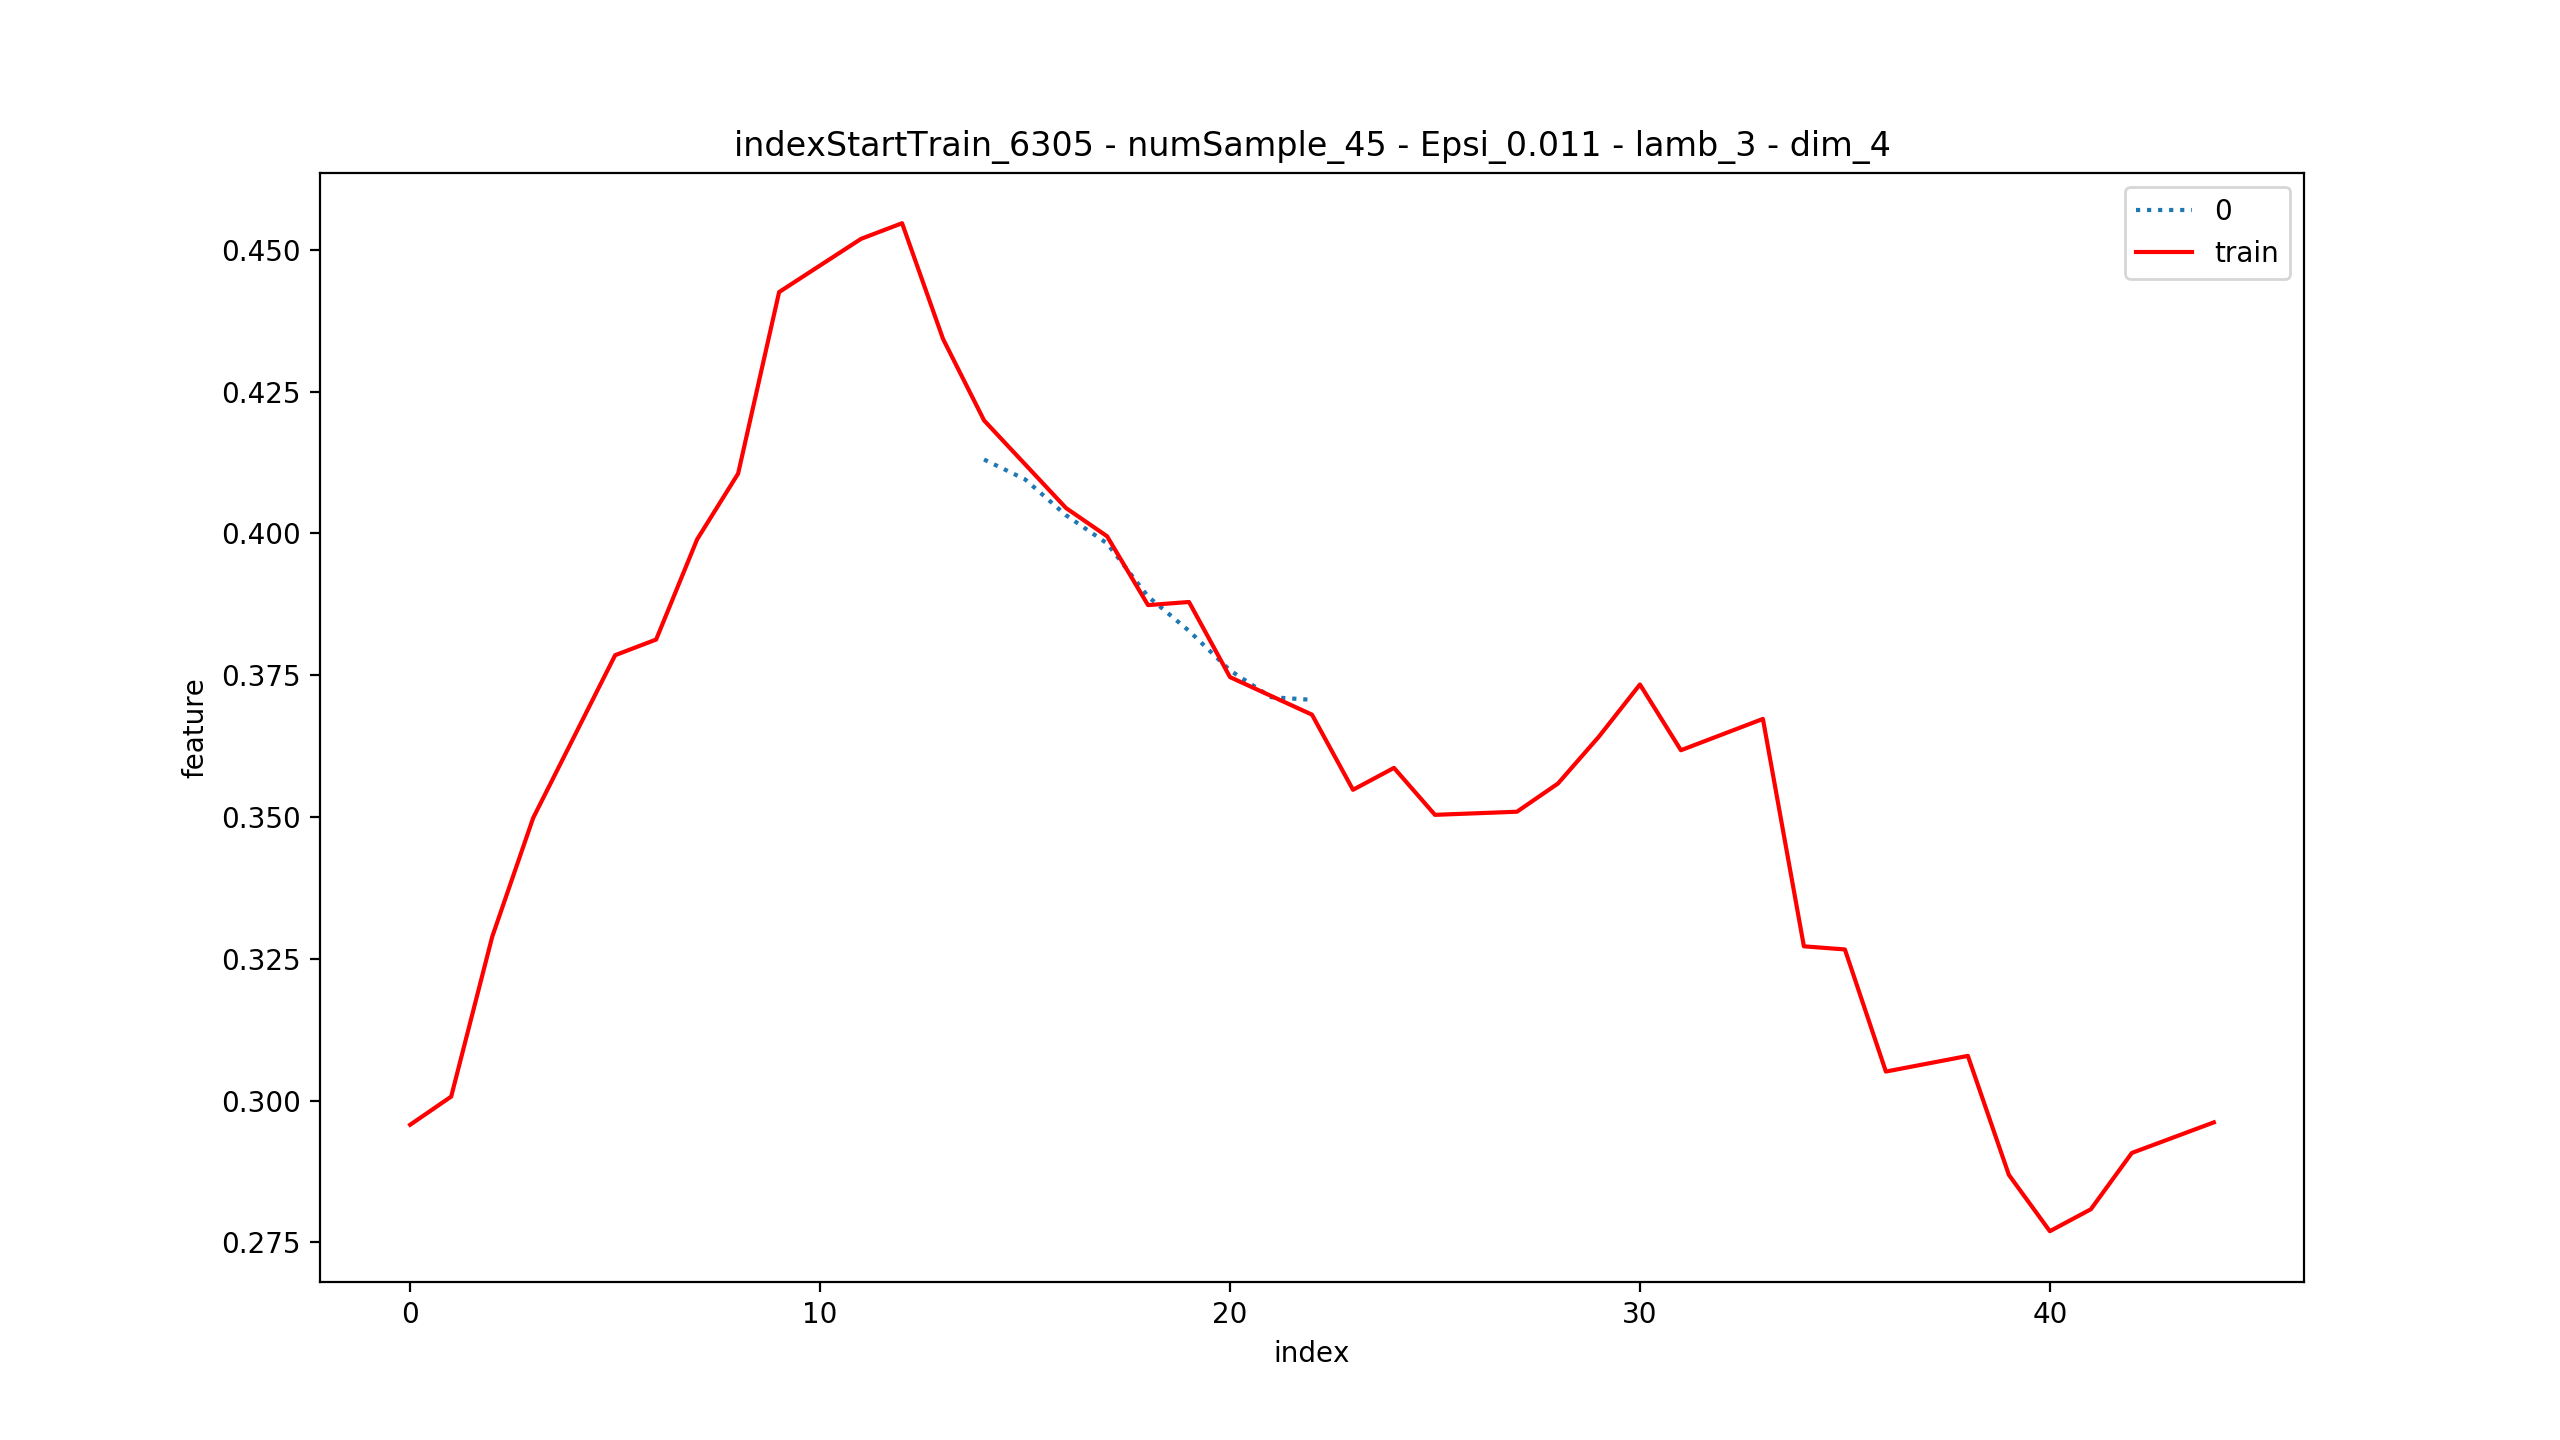 indexStartTrain_6305 - numSample_45 - Epsi_0.011 - lamb_3 - dim_4
0
train
0.450
0.425
0.400
0.375
0.350
0.325
0.300
0.275
feature
0 10 20 30 40
index